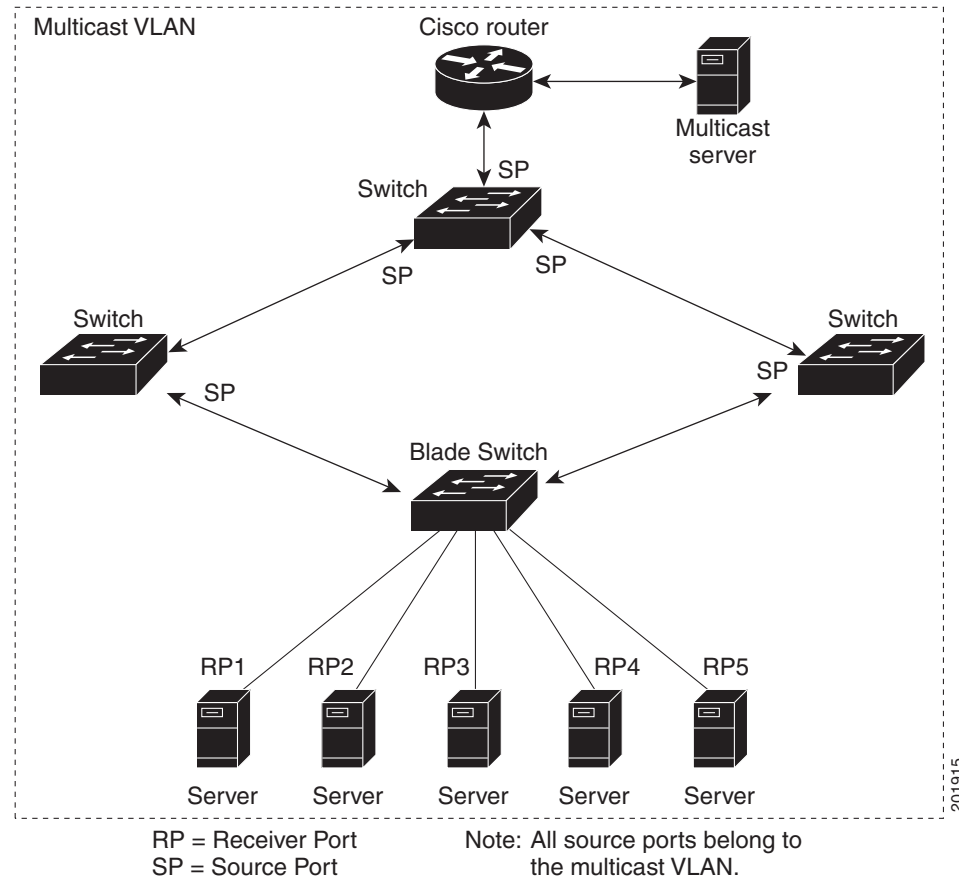 Multicast VLAN
Cisco router
Multicast
server
SP
Switch
SP
SP
Switch
Switch
SP
SP
Blade Switch
RP1
RP2
RP3
RP4
RP5
Server
Server
Server
Server
Server
201915
RP = Receiver Port
SP = Source Port
Note: All source ports belong to
the multicast VLAN.